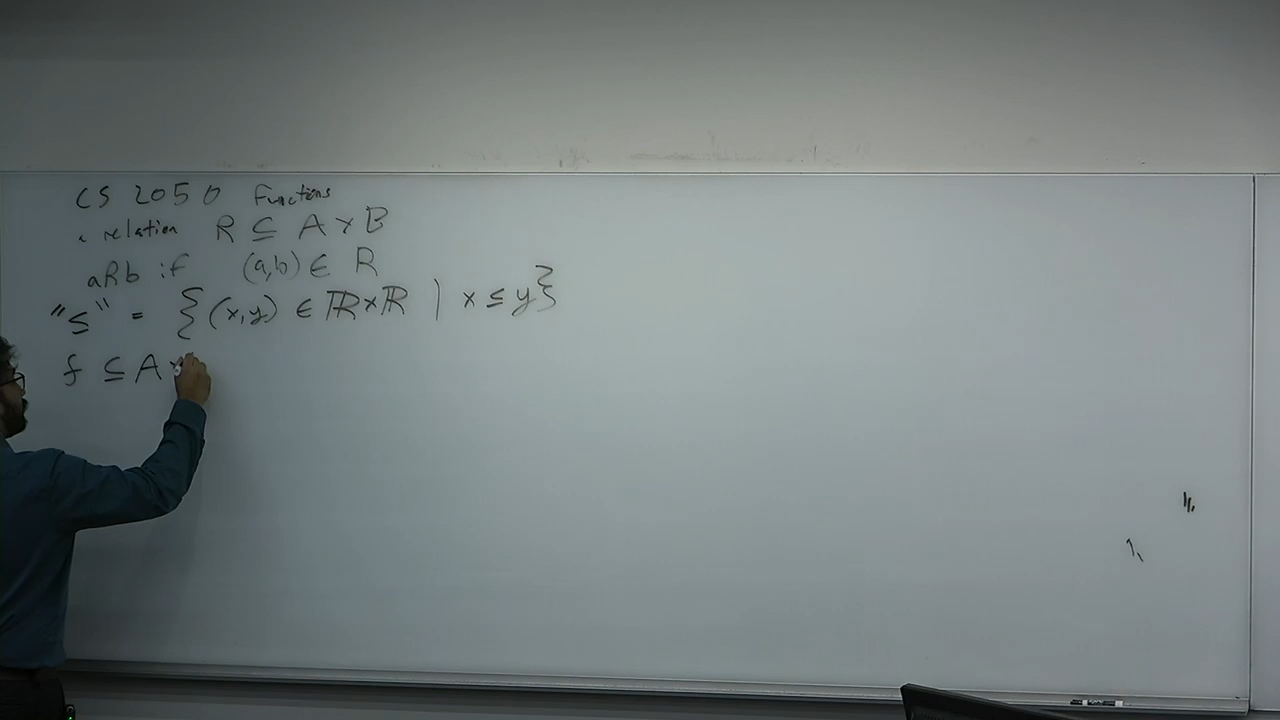 CS 2050 Functions
a relation R ⊆ A × B
aRb if (a,b) ∈ R
"≤" = {(x,y) ∈ ℝ×ℝ | x ≤ y}
f ⊆ A ×